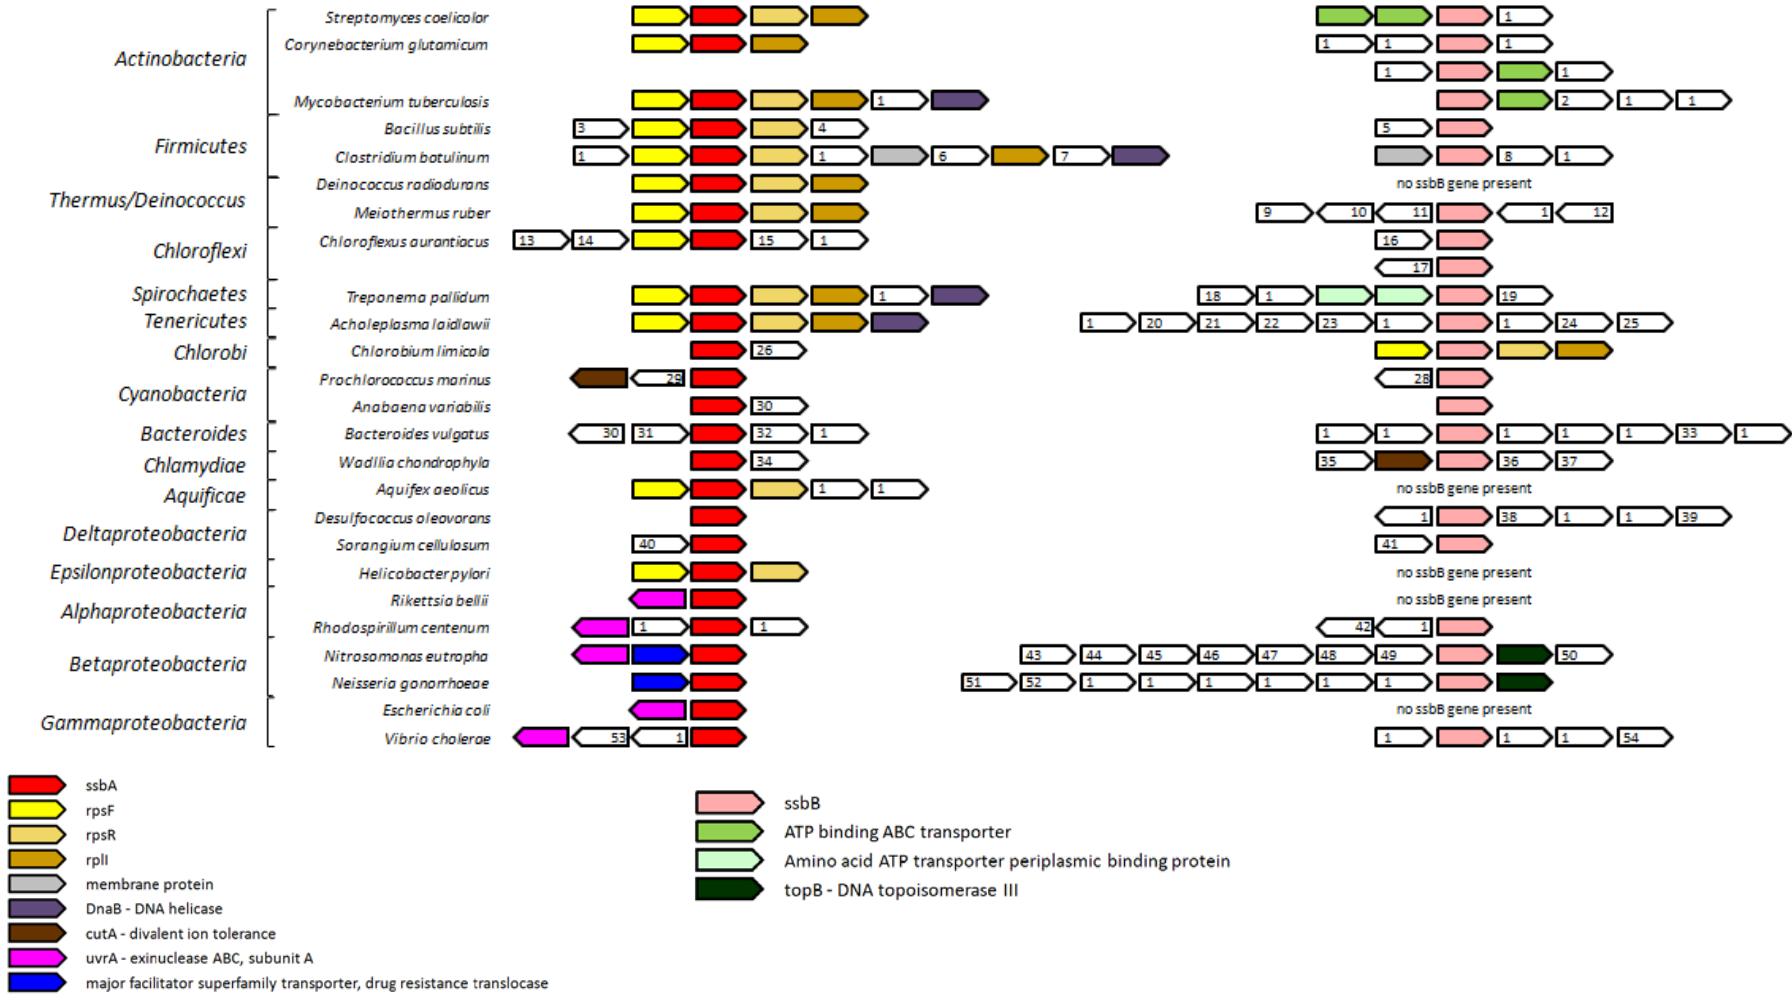 Streptomyces coelicolor 1
Actinobacteria
Corynebacterium glutamicum 1 1 1
1 1
Mycobacterium tuberculosis 1 2 1 1
Bacillus subtilis 3 4 5
Firmicutes
Clostridium botulinum 1 1 6 7 8 1
Deinococcus radiodurans no ssbB gene present
Thermus/Deinococcus
Meiothermus ruber 9 10 11 1 12
Chloroflexus aurantiacus 13 14 15 1 16
Chloroflexi
17
Spirochaetes Treponema pallidum 1 18 1 19
Tenericutes Acholeplasma laidlawii 1 20 21 22 23 1 1 24 25
Chlorobi Chlorobium limicola 26
Prochlorococcus marinus 29 28
Cyanobacteria
Anabaena variabilis 30
Bacteroides Bacteroides vulgatus 30 31 32 1 1 1 1 1 1 33 1
Chlamydiae Wadllia chondrophyla 34 35 36 37
Aquificae Aquifex aeolicus 1 1 no ssbB gene present
Desulfococcus oleovorans 1 38 1 1 39
Deltaproteobacteria
Sorangium cellulosum 40 41
Epsilonproteobacteria Helicobacter pylori no ssbB gene present
Rikettsia bellii no ssbB gene present
Alphaproteobacteria
Rhodospirillum centenum 1 1 42 1
Nitrosomonas eutropha 43 44 45 46 47 48 49 50
Betaproteobacteria
Neisseria gonorrhoeae 51 52 1 1 1 1 1 1
Escherichia coli no ssbB gene present
Gammaproteobacteria
Vibrio cholerae 53 1 1 1 1 54
ssbA
rpsF
rpsR
rplI
membrane protein
DnaB - DNA helicase
cutA - divalent ion tolerance
uvrA - exinuclease ABC, subunit A
major facilitator superfamily transporter, drug resistance translocase
ssbB
ATP binding ABC transporter
Amino acid ATP transporter periplasmic binding protein
topB - DNA topoisomerase III